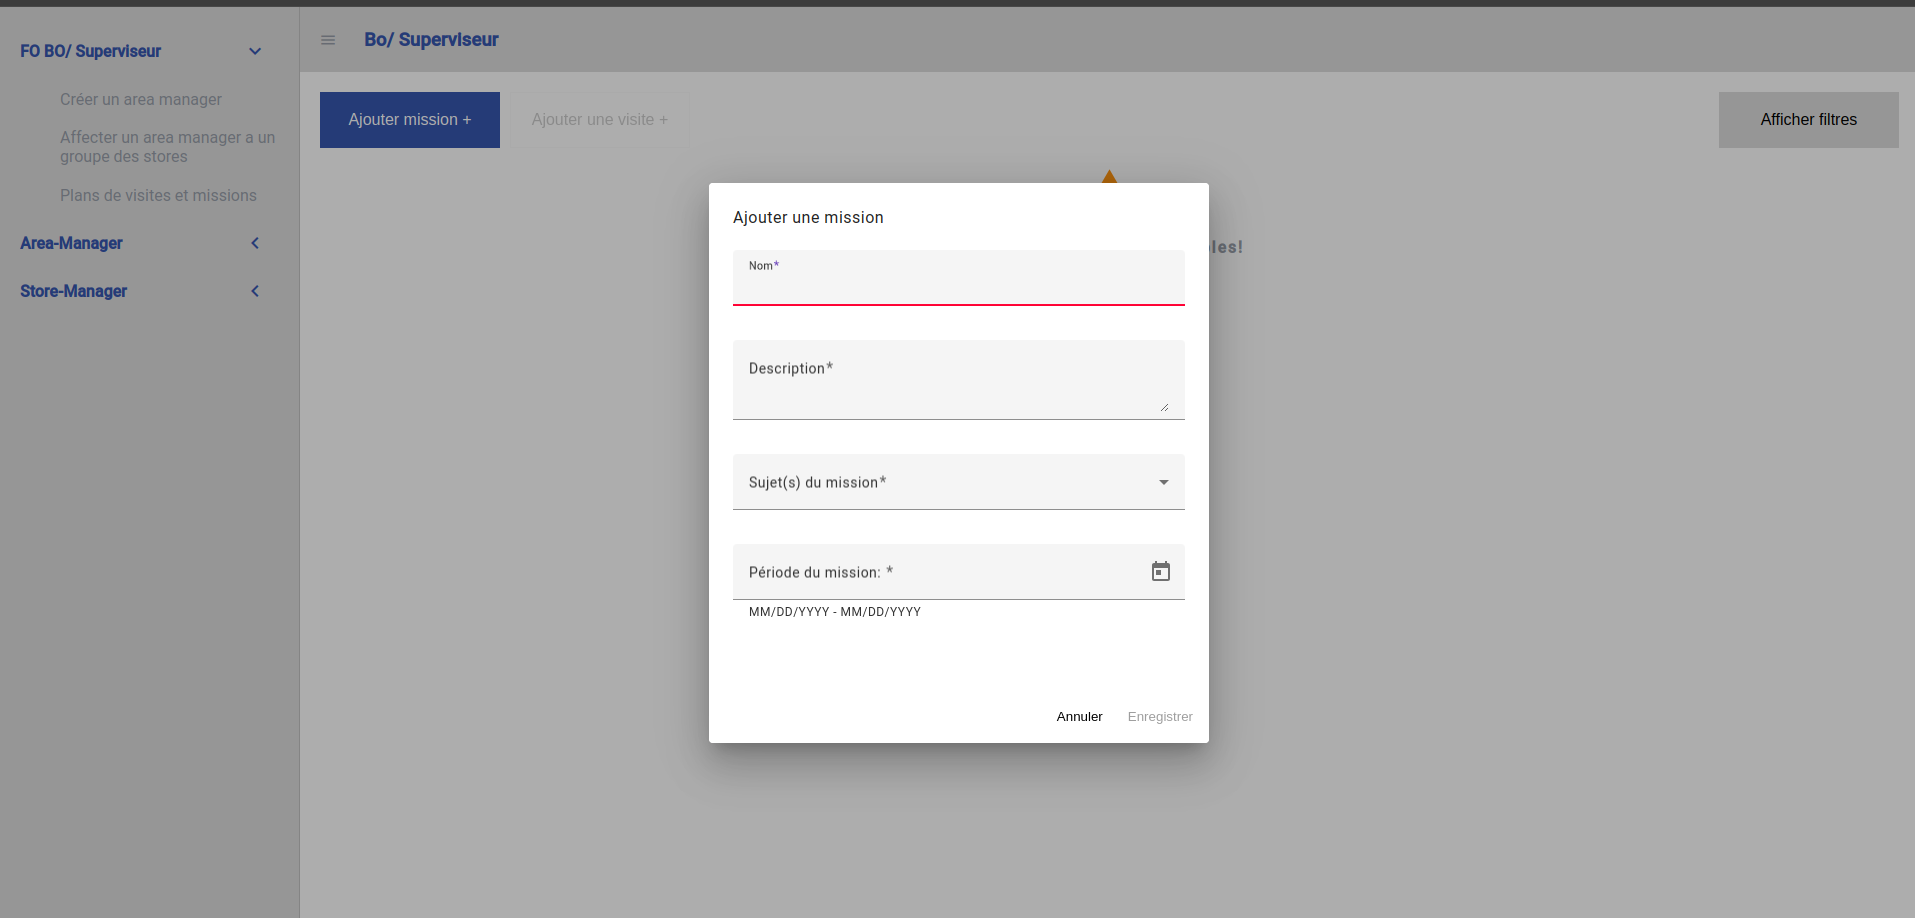 FO BO/ Superviseur
Créer un area manager
Affecter un area manager a un
groupe des stores
Plans de visites et missions
Area-Manager
Store-Manager
Bo/ Superviseur
Ajouter mission +
Ajouter une visite +
Afficher filtres
Ajouter une mission
Nom*
Description*
Sujet(s) du mission*
Période du mission: *
MM/DD/YYYY - MM/DD/YYYY
Annuler
Enregistrer